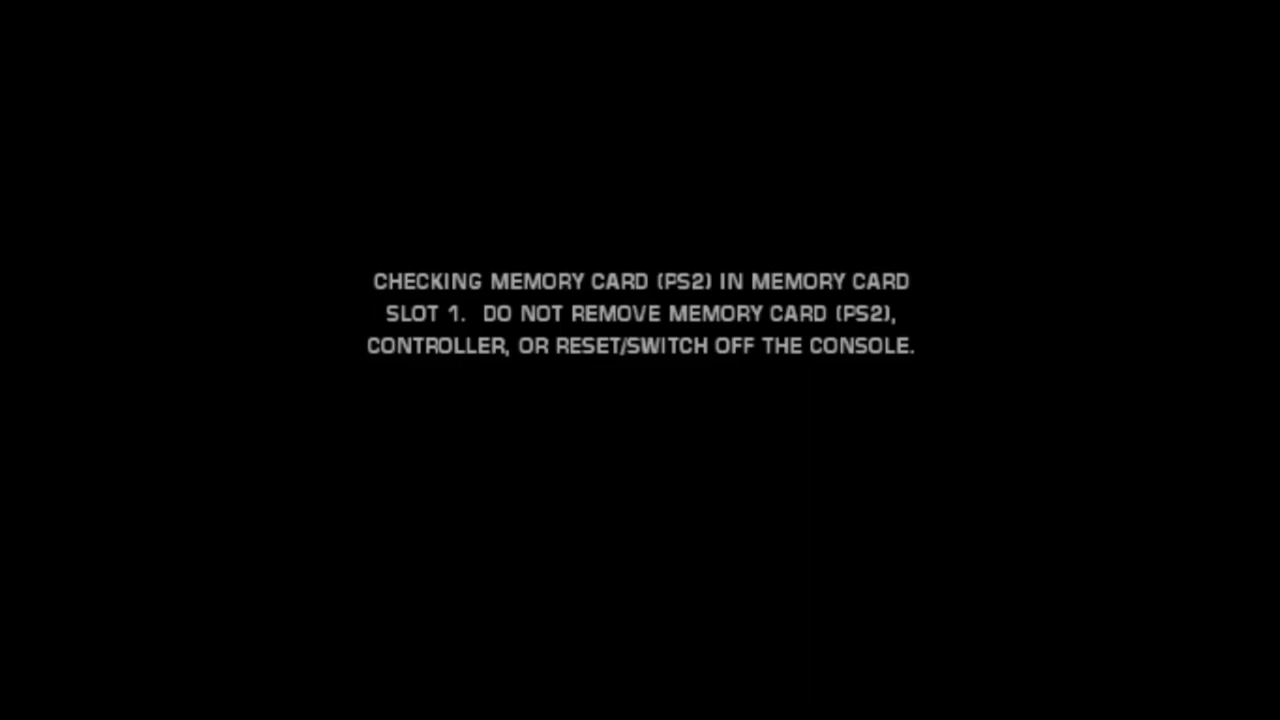 CHECKING MEMORY CARD (PS2) IN MEMORY CARD
SLOT 1.  DO NOT REMOVE MEMORY CARD (PS2),
CONTROLLER, OR RESET/SWITCH OFF THE CONSOLE.